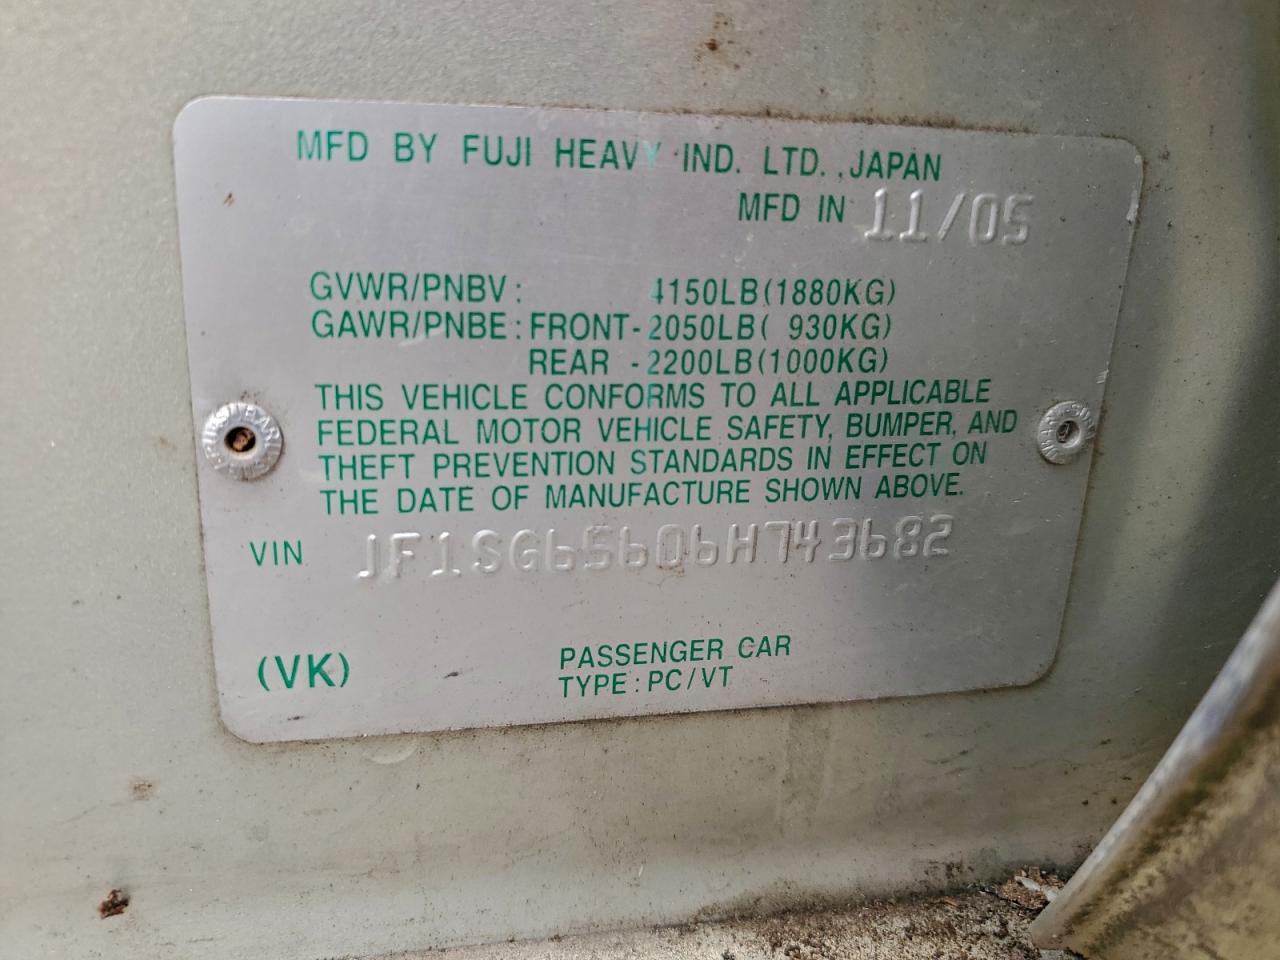 MFD BY FUJI HEAVY IND. LTD., JAPAN
MFD IN 11/05
GVWR/PNBV: 4150LB(1880KG)
GAWR/PNBE: FRONT-2050LB( 930KG)
REAR -2200LB(1000KG)
THIS VEHICLE CONFORMS TO ALL APPLICABLE
FEDERAL MOTOR VEHICLE SAFETY, BUMPER, AND
THEFT PREVENTION STANDARDS IN EFFECT ON
THE DATE OF MANUFACTURE SHOWN ABOVE.
VIN JF1SG65606H743682
(VK)
PASSENGER CAR
TYPE: PC/VT